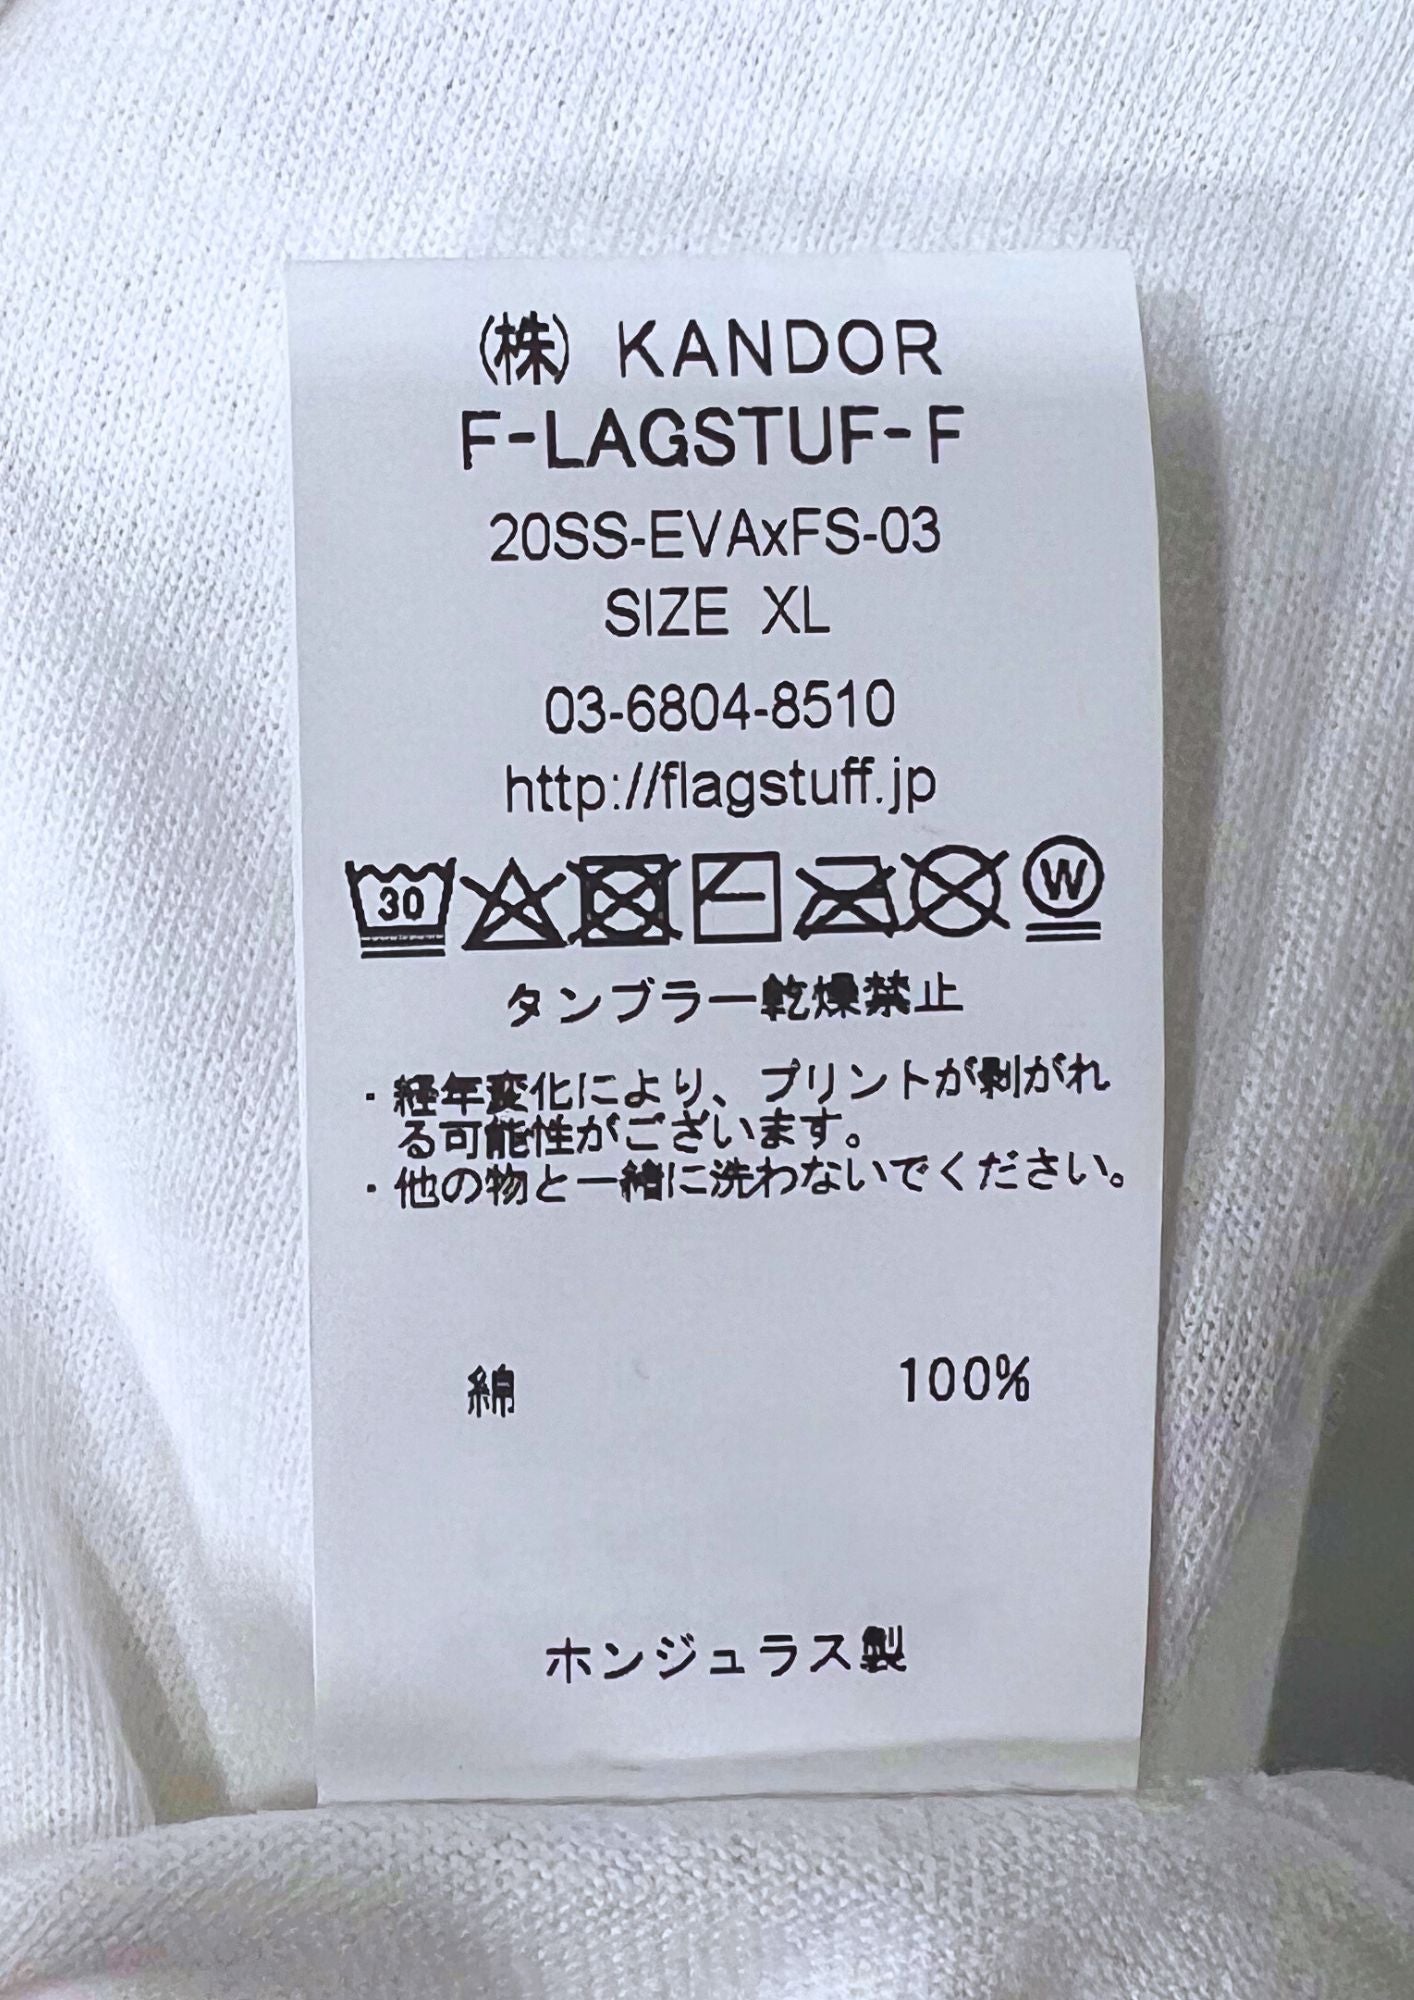 (株) KANDOR
F-LAGSTUF-F
20SS-EVAxFS-03
SIZE XL
03-6804-8510
http://flagstuff.jp
30 W
タンブラー乾燥禁止
・経年変化により、プリントが剥がれ
る可能性がございます。
・他の物と一緒に洗わないでください。
綿 100%
ホンジュラス製